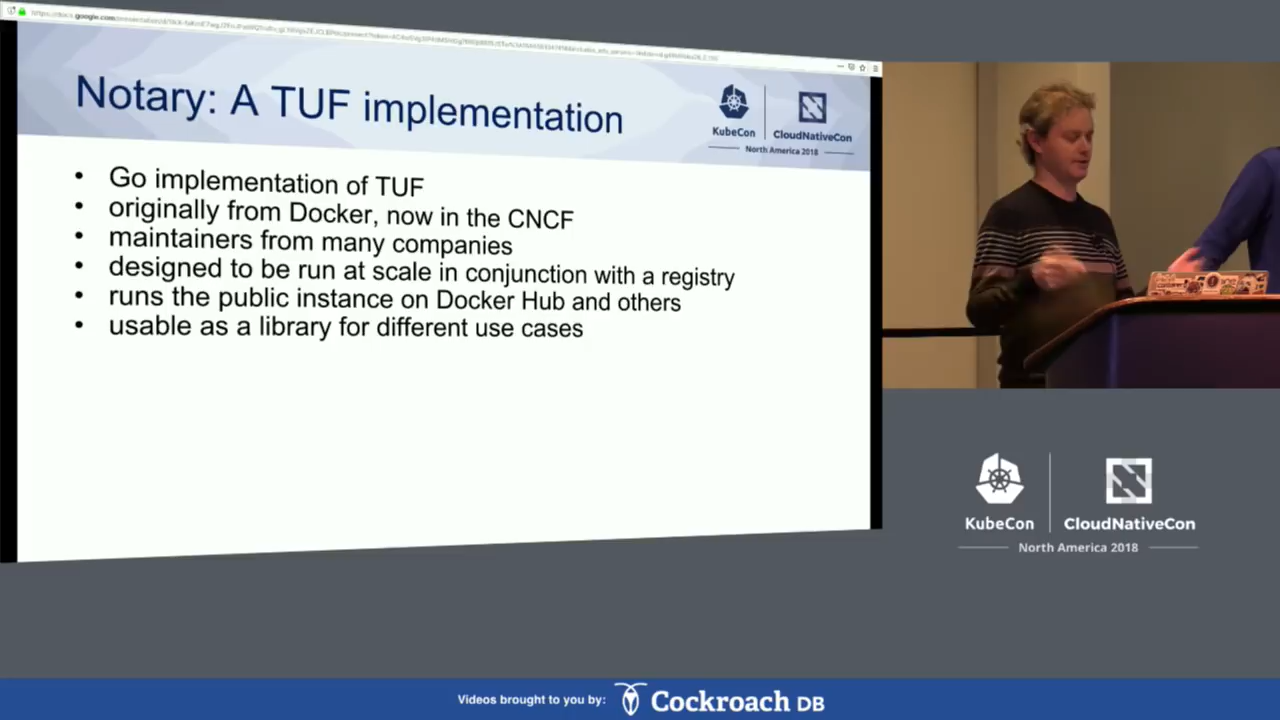 Notary: A TUF implementation
KubeCon
CloudNativeCon
North America 2018
• Go implementation of TUF
• originally from Docker, now in the CNCF
• maintainers from many companies
• designed to be run at scale in conjunction with a registry
• runs the public instance on Docker Hub and others
• usable as a library for different use cases
KubeCon
CloudNativeCon
North America 2018
Videos brought to you by:
Cockroach DB